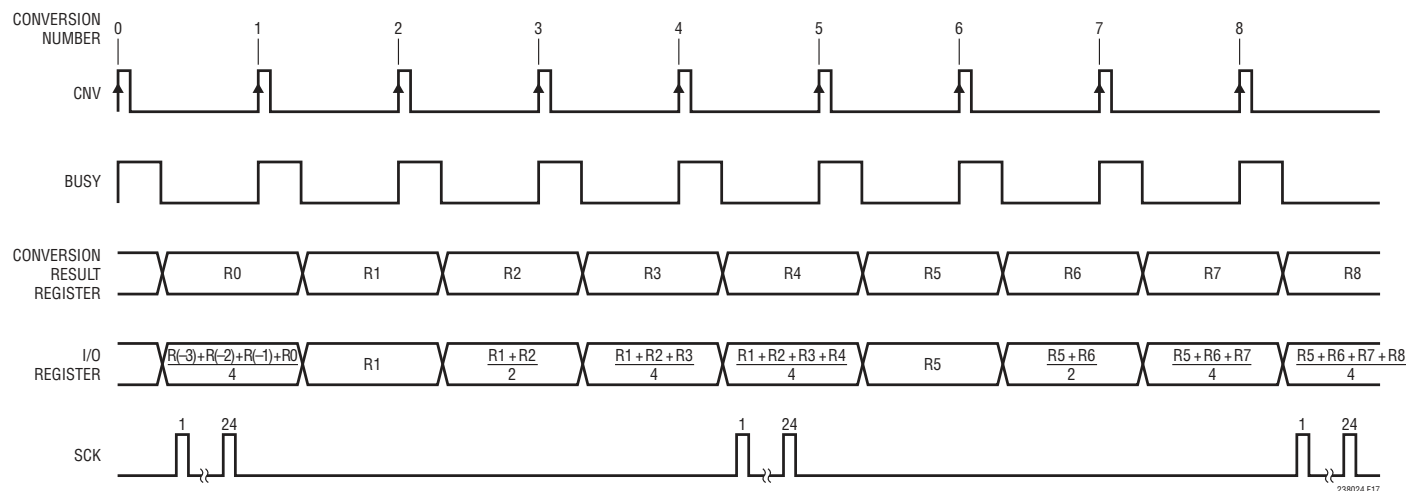 CONVERSION
NUMBER
0 1 2 3 4 5 6 7 8
CNV
BUSY
CONVERSION
RESULT
REGISTER
R0 R1 R2 R3 R4 R5 R6 R7 R8
I/O
REGISTER
R(–3)+R(–2)+R(–1)+R0
4
R1
R1 + R2
2
R1 + R2 + R3
4
R1 + R2 + R3 + R4
4
R5
R5 + R6
2
R5 + R6 + R7
4
R5 + R6 + R7 + R8
4
SCK
1 24 1 24 1 24
238024 F17